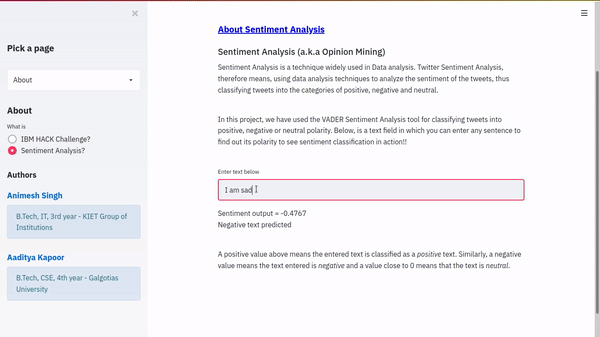 Pick a page
About
About
What is
IBM HACK Challenge?
Sentiment Analysis?
Authors
Animesh Singh
B.Tech, IT, 3rd year - KIET Group of
Institutions
Aaditya Kapoor
B.Tech, CSE, 4th year - Galgotias
University
About Sentiment Analysis
Sentiment Analysis (a.k.a Opinion Mining)
Sentiment Analysis is a technique widely used in Data analysis. Twitter Sentiment Analysis,
therefore means, using data analysis techniques to analyze the sentiment of the tweets, thus
classifying tweets into the categories of positive, negative and neutral.
In this project, we have used the VADER Sentiment Analysis tool for classifying tweets into
positive, negative or neutral polarity. Below, is a text field in which you can enter any sentence to
find out its polarity to see sentiment classification in action!!
Enter text below
I am sad
Sentiment output = -0.4767
Negative text predicted
A positive value above means the entered text is classified as a positive text. Similarly, a negative
value means the text entered is negative and a value close to 0 means that the text is neutral.